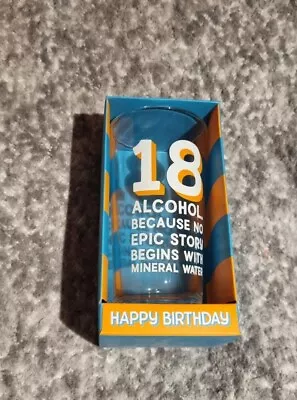 18
ALCOHOL,
BECAUSE NO
EPIC STORY
BEGINS WITH
MINERAL WATER
HAPPY BIRTHDAY